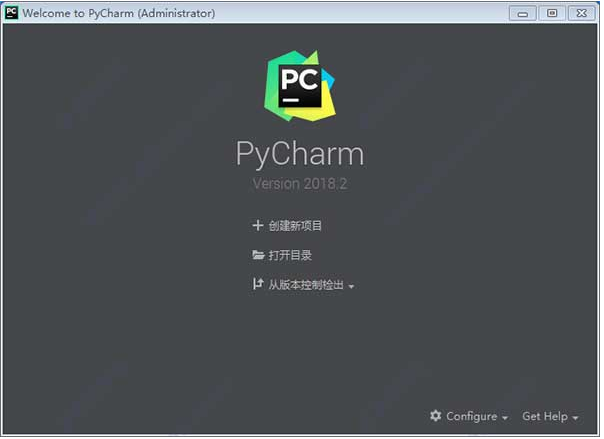 Welcome to PyCharm (Administrator)
PC
PyCharm
Version 2018.2
创建新项目
打开目录
从版本控制检出
Configure
Get Help